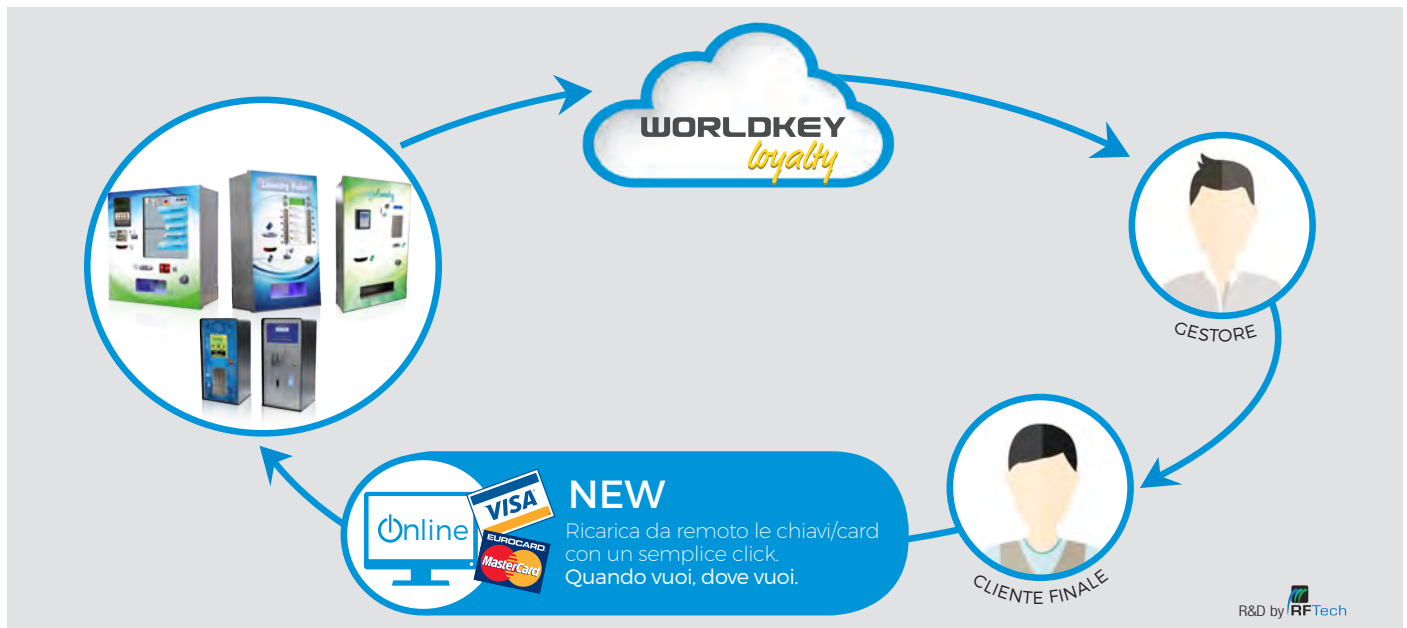 WORLDKEY
loyalty
GESTORE
CLIENTE FINALE
NEW
Ricarica da remoto le chiavi/card
con un semplice click.
Quando vuoi, dove vuoi.
Online
VISA
EUROCARD
MasterCard
R&D by RFTech